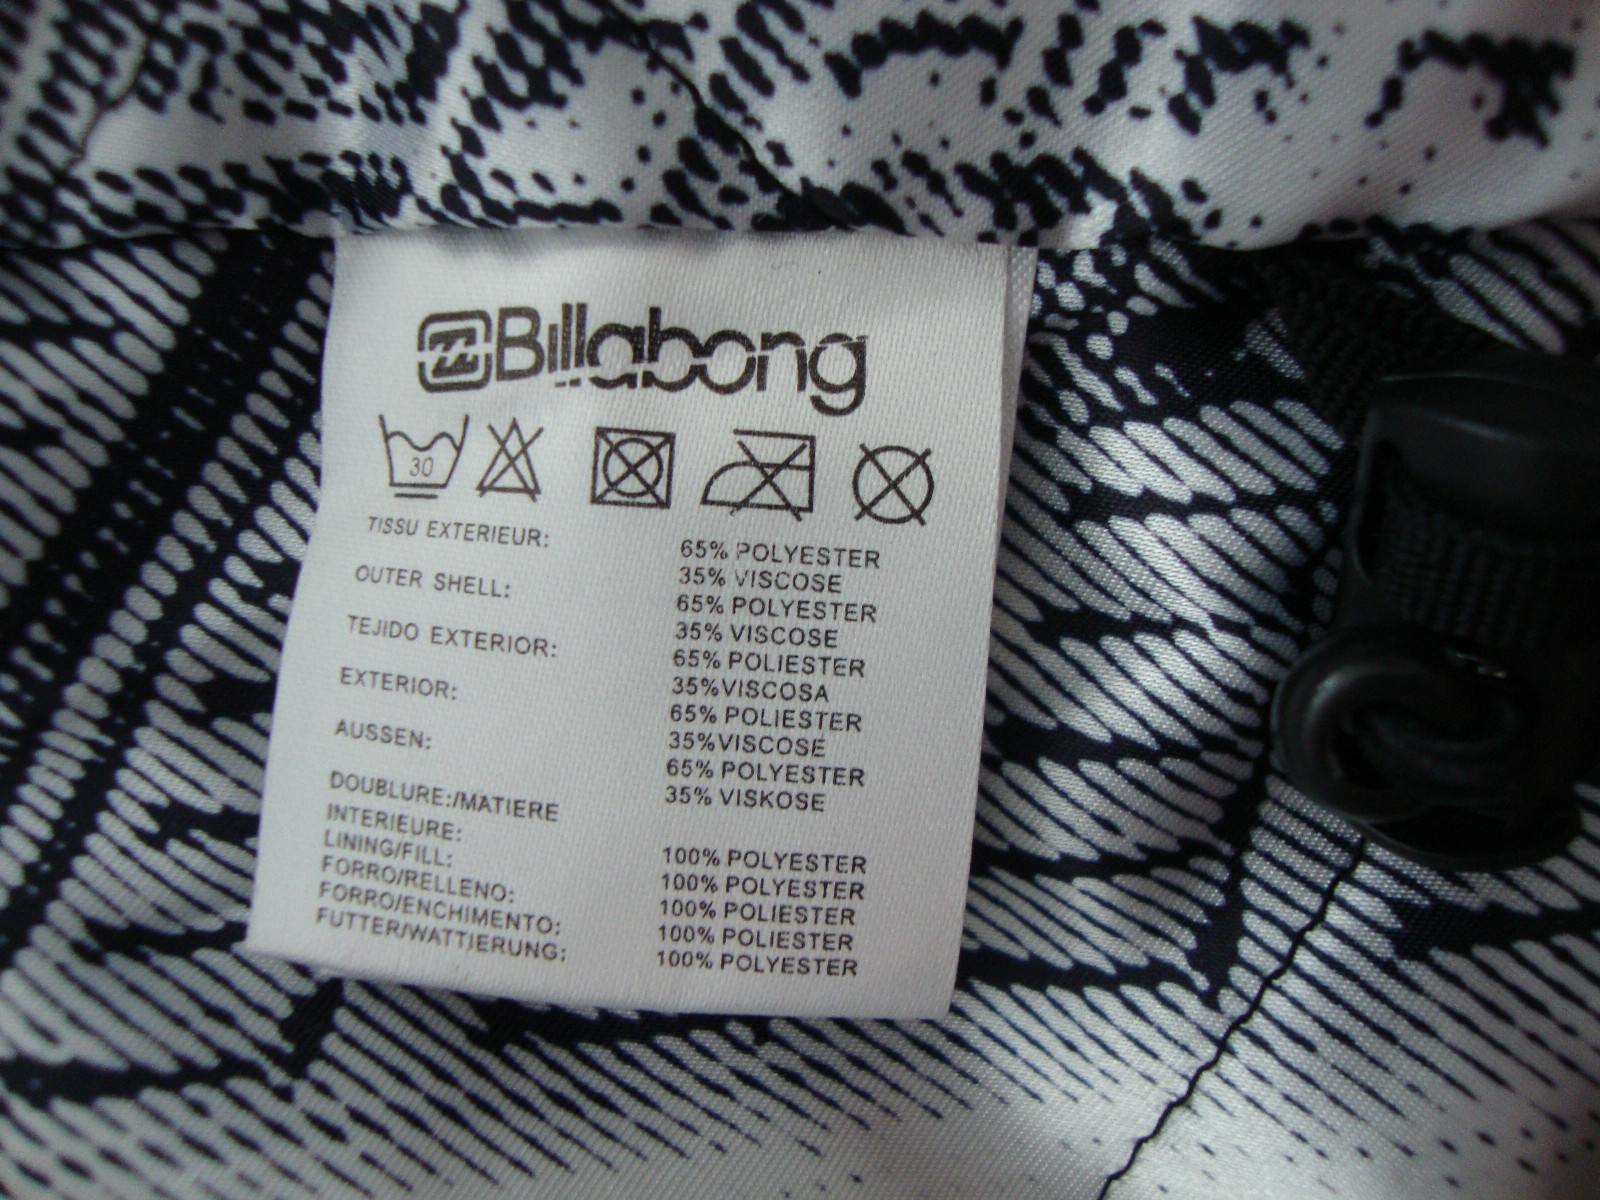 Billabong
30
TISSU EXTERIEUR: 65% POLYESTER
35% VISCOSE
OUTER SHELL: 65% POLYESTER
35% VISCOSE
TEJIDO EXTERIOR: 65% POLIESTER
35%VISCOSA
EXTERIOR: 65% POLIESTER
35%VISCOSE
AUSSEN: 65% POLYESTER
35% VISKOSE
DOUBLURE:/MATIERE
INTERIEURE: 100% POLYESTER
LINING/FILL: 100% POLYESTER
FORRO/RELLENO: 100% POLIESTER
FORRO/ENCHIMENTO: 100% POLIESTER
FUTTER/WATTIERUNG: 100% POLYESTER